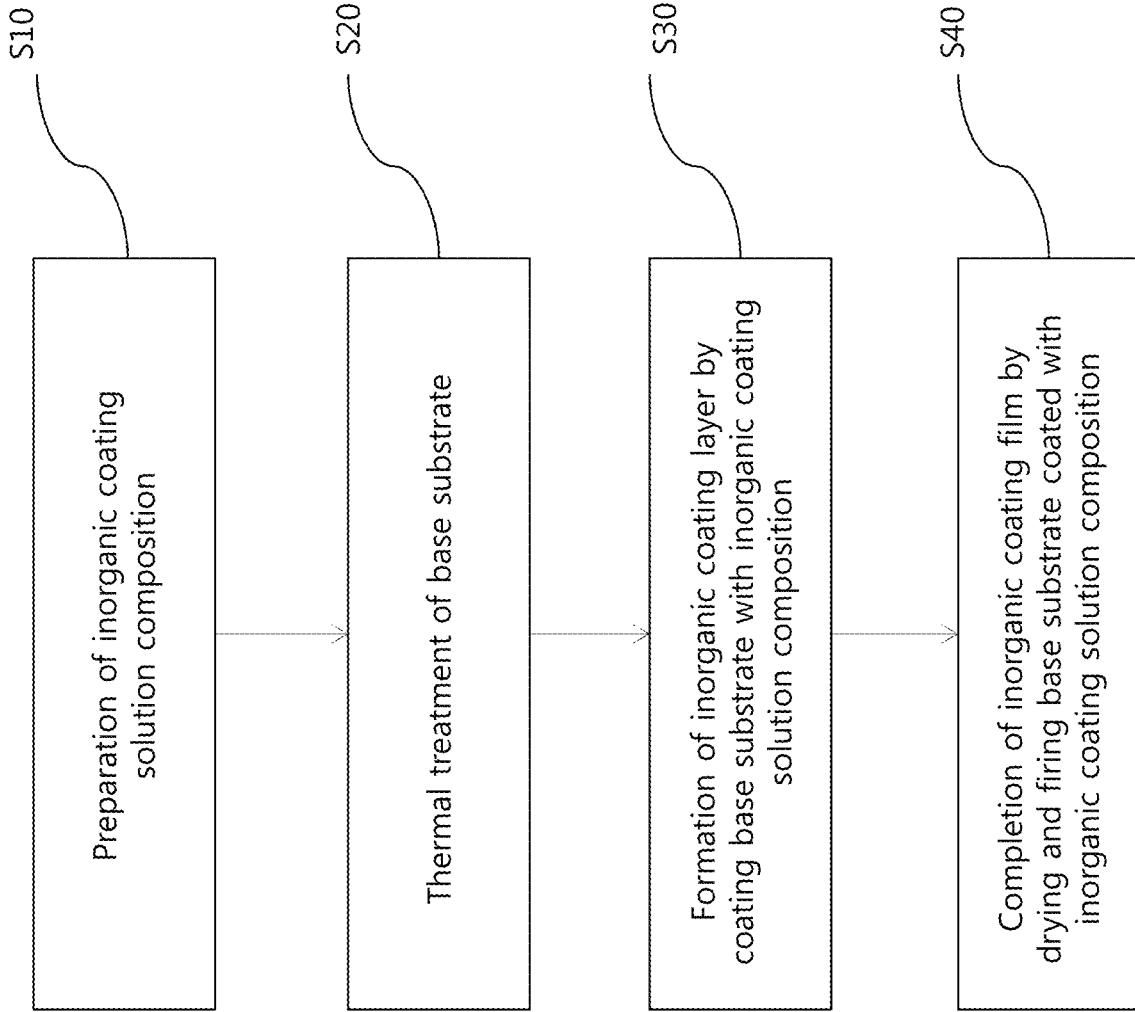 Preparation of inorganic coating
solution composition
S10
Thermal treatment of base substrate
S20
Formation of inorganic coating layer by
coating base substrate with inorganic coating
solution composition
S30
Completion of inorganic coating film by
drying and firing base substrate coated with
inorganic coating solution composition
S40